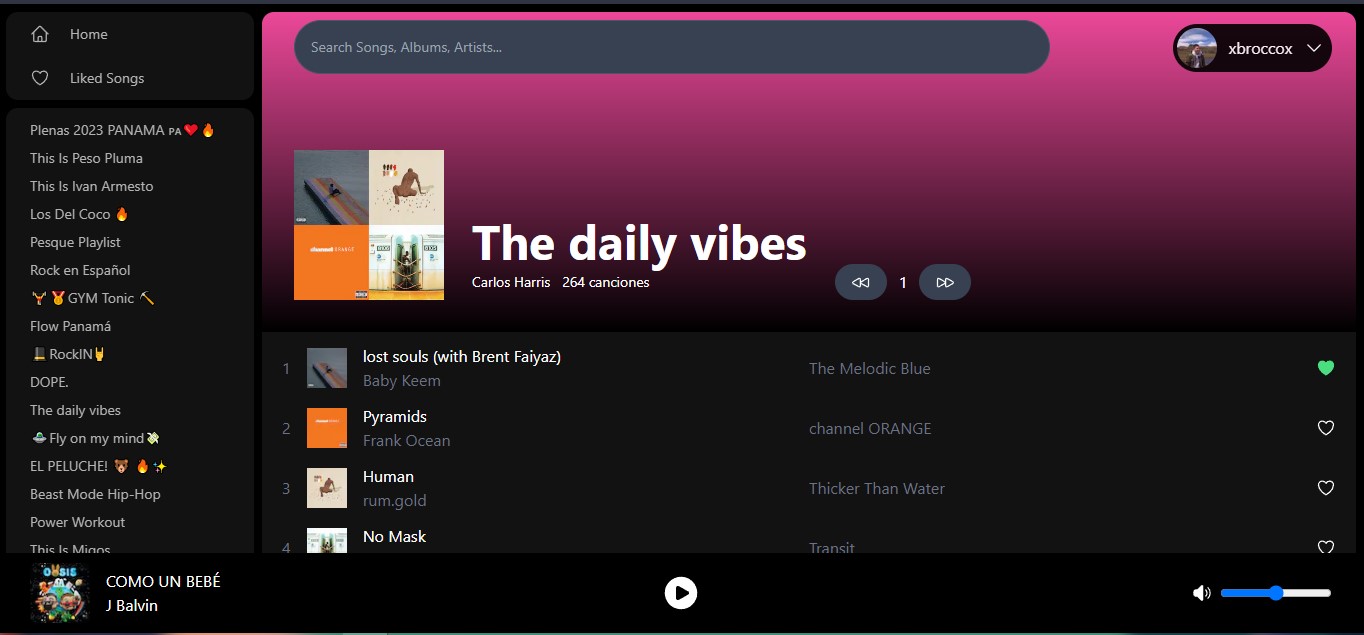 Home
Liked Songs
Plenas 2023 PANAMA 🇵🇦❤️🔥
This Is Peso Pluma
This Is Ivan Armesto
Los Del Coco 🔥
Pesque Playlist
Rock en Español
🏋️🏅GYM Tonic 🔨
Flow Panamá
RockIN🤘
DOPE.
The daily vibes
🛸Fly on my mind💸
EL PELUCHE! 🐻 🔥✨
Beast Mode Hip-Hop
Power Workout
This Is Migos
Search Songs, Albums, Artists...
xbroccox
channel ORANGE
The daily vibes
Carlos Harris 264 canciones
1
1 lost souls (with Brent Faiyaz) The Melodic Blue
Baby Keem
2 Pyramids channel ORANGE
Frank Ocean
3 Human Thicker Than Water
rum.gold
4 No Mask Transit
OASIS
COMO UN BEBÉ
J Balvin